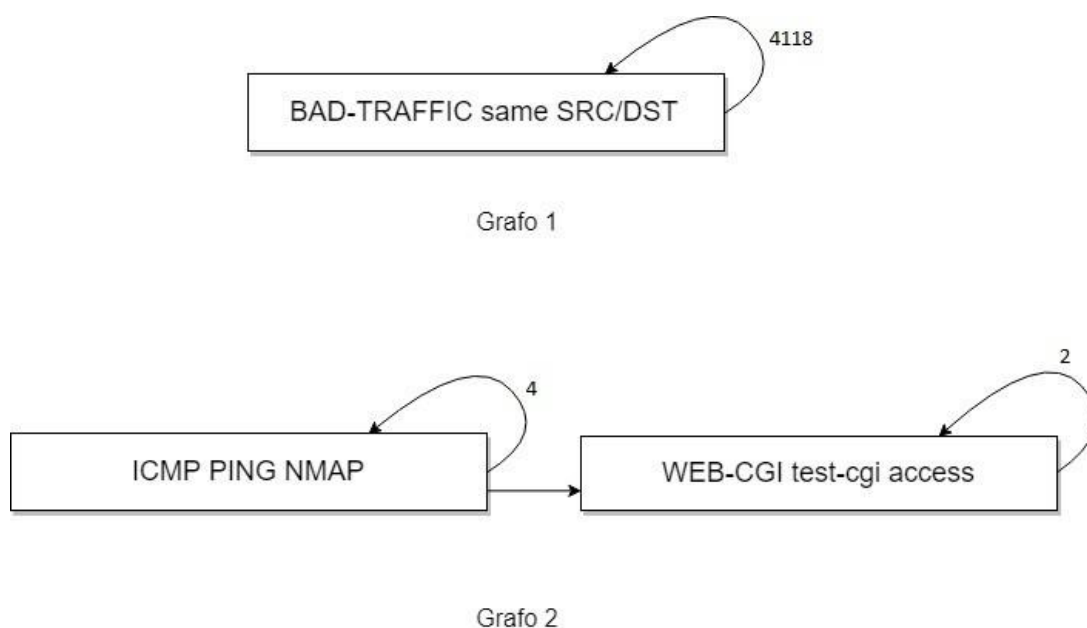 4118
BAD-TRAFFIC same SRC/DST
Grafo 1
4
2
ICMP PING NMAP
WEB-CGI test-cgi access
Grafo 2